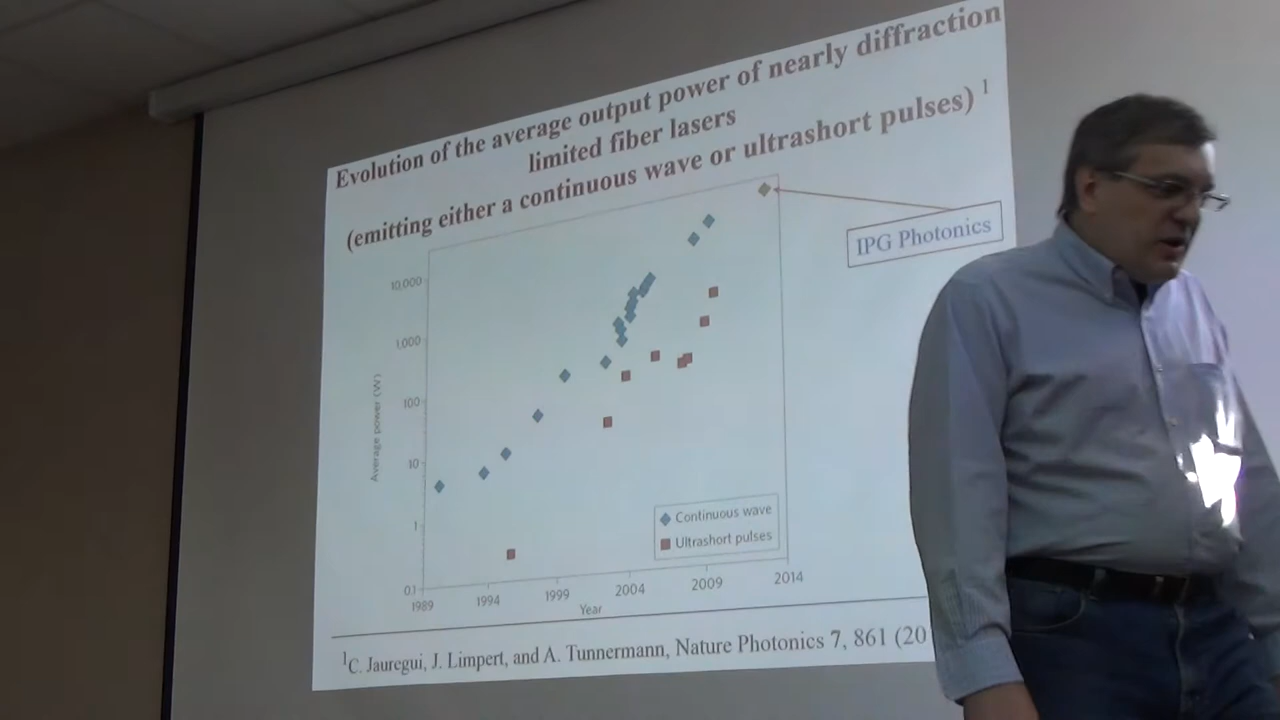 Evolution of the average output power of nearly diffraction
limited fiber lasers
(emitting either a continuous wave or ultrashort pulses) 1
IPG Photonics
10,000
1,000
100
10
1
0.1
Average power (W)
Continuous wave
Ultrashort pulses
1989 1994 1999 2004 2009 2014
Year
1C. Jauregui, J. Limpert, and A. Tunnermann, Nature Photonics 7, 861 (20